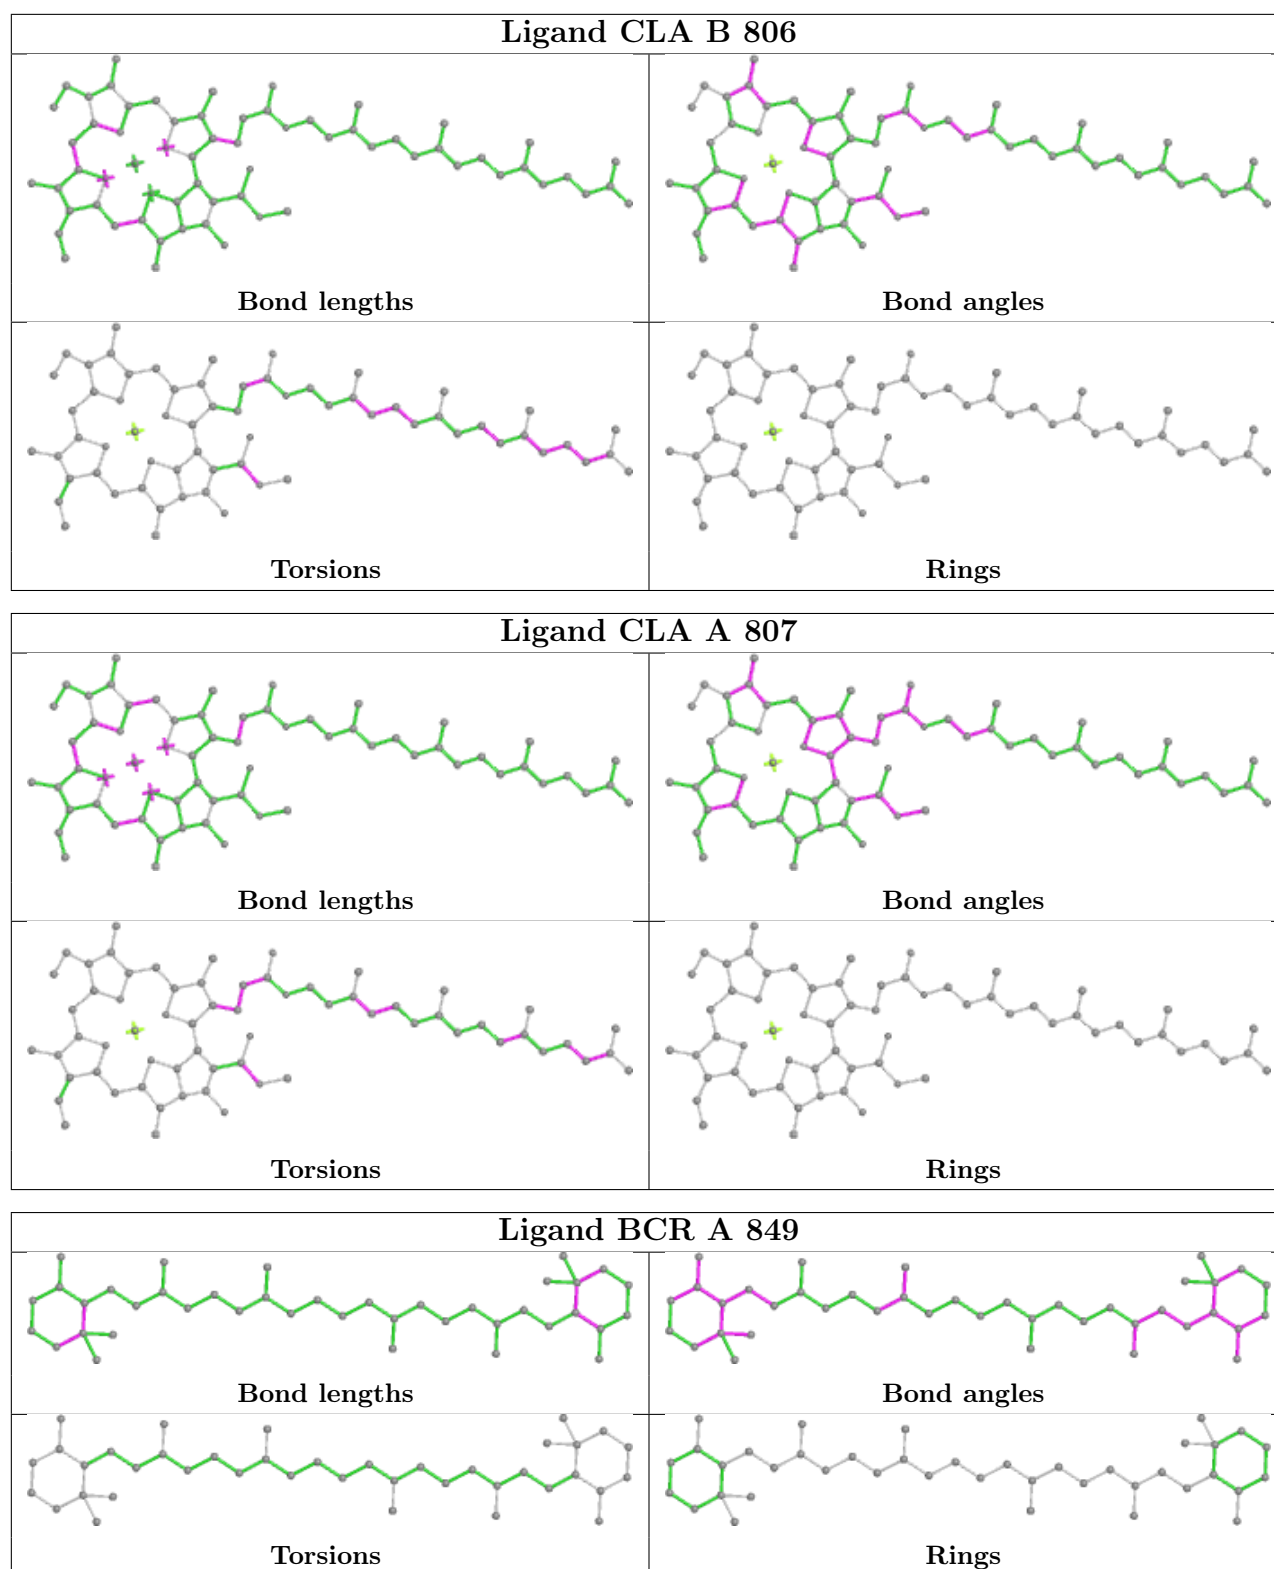 Ligand CLA B 806
Bond lengths
Bond angles
Torsions
Rings
Ligand CLA A 807
Bond lengths
Bond angles
Torsions
Rings
Ligand BCR A 849
Bond lengths
Bond angles
Torsions
Rings